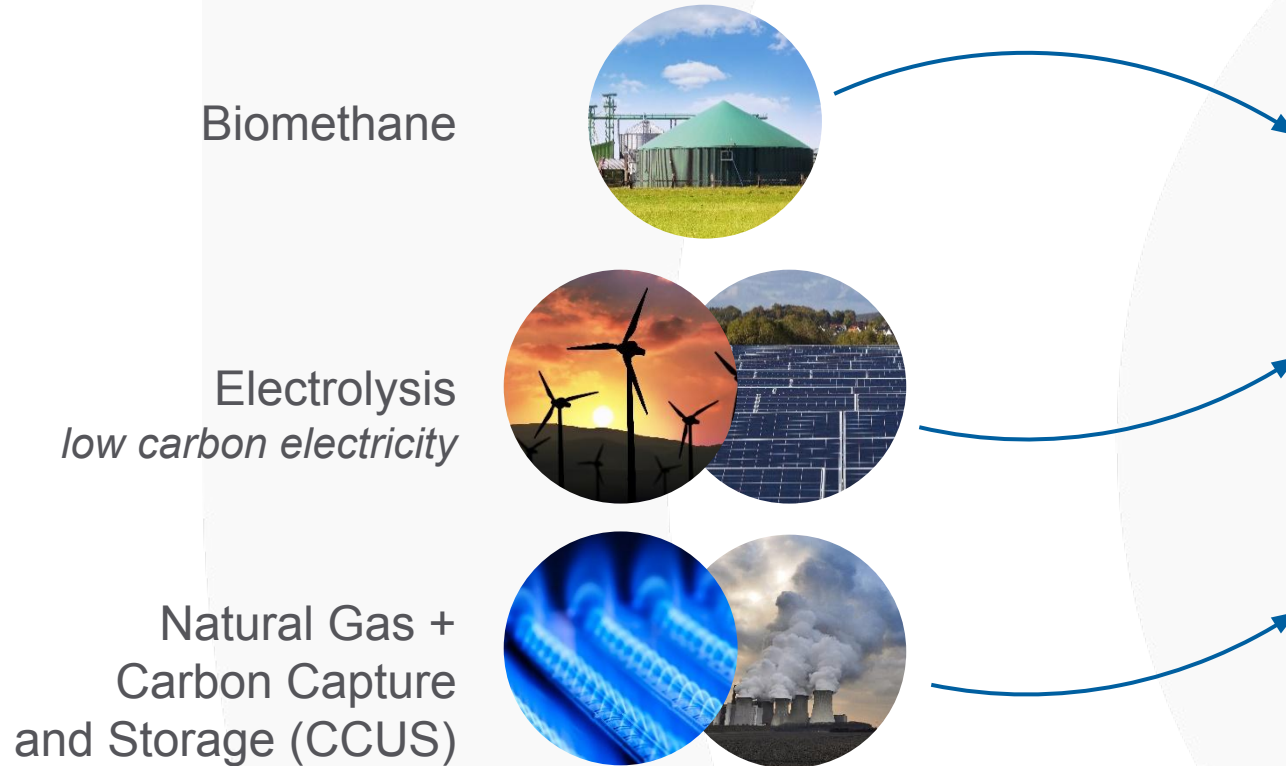 Biomethane
Electrolysis
low carbon electricity
Natural Gas +
Carbon Capture
and Storage (CCUS)